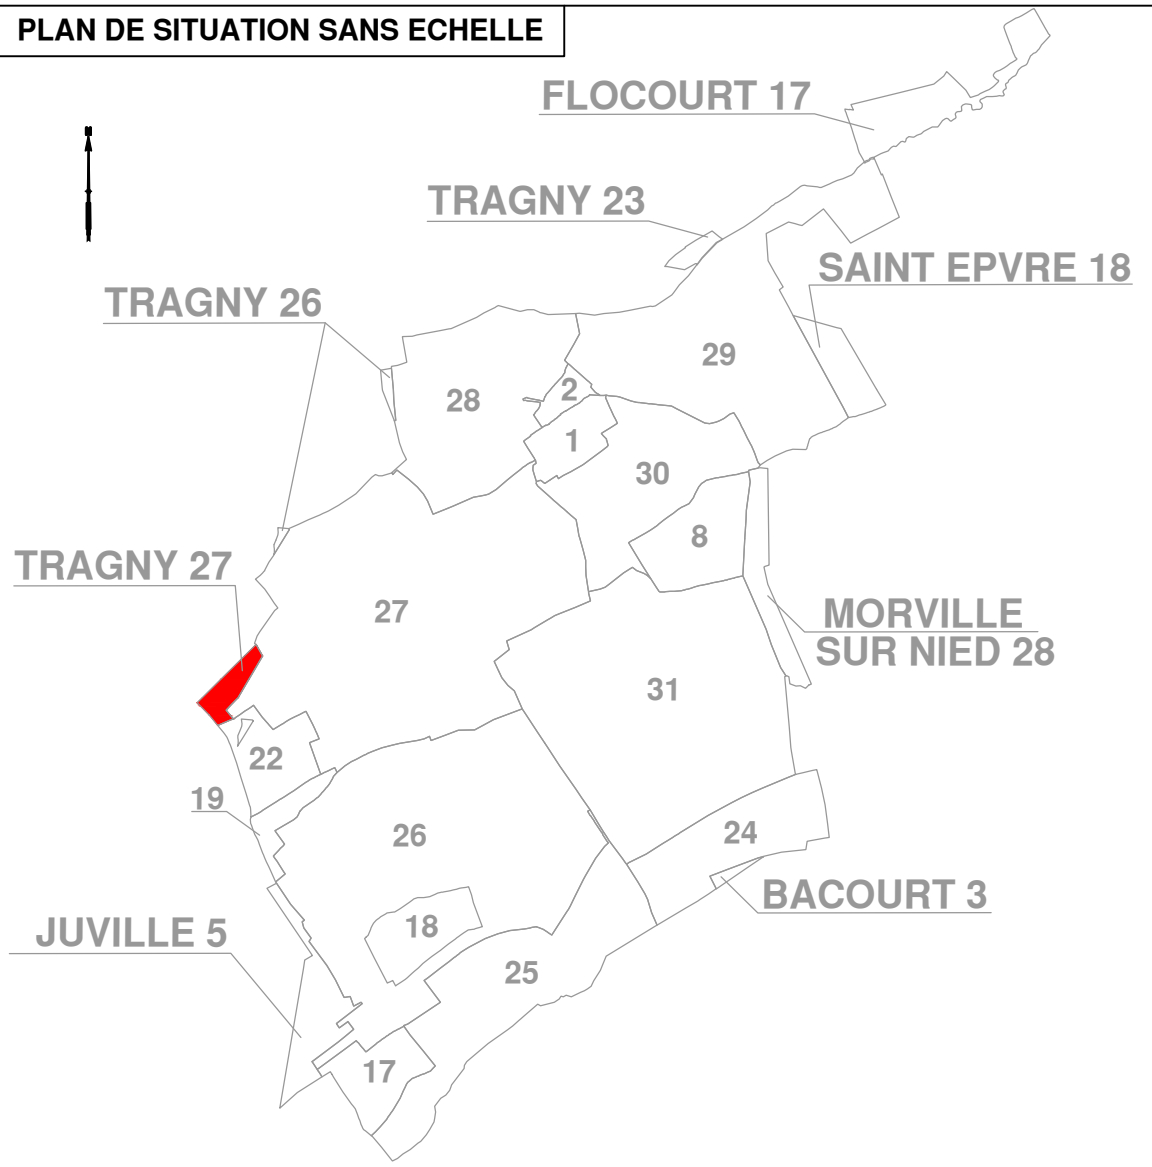 PLAN DE SITUATION SANS ECHELLE
FLOCOURT 17
N
TRAGNY 23
SAINT EPVRE 18
TRAGNY 26
29
28
2
1
30
8
TRAGNY 27
27
MORVILLE
SUR NIED 28
31
22
19
26
24
BACOURT 3
18
JUVILLE 5
25
17